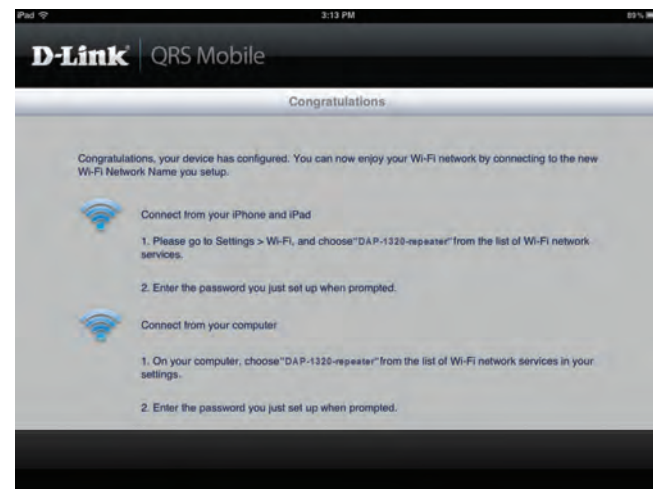 iPad 3:13 PM 89%
D-Link QRS Mobile
Congratulations
Congratulations, your device has configured. You can now enjoy your Wi-Fi network by connecting to the new
Wi-Fi Network Name you setup.
Connect from your iPhone and iPad
1. Please go to Settings > Wi-Fi, and choose"DAP-1320-repeater"from the list of Wi-Fi network
services.
2. Enter the password you just set up when prompted.
Connect from your computer
1. On your computer, choose"DAP-1320-repeater"from the list of Wi-Fi network services in your
settings.
2. Enter the password you just set up when prompted.